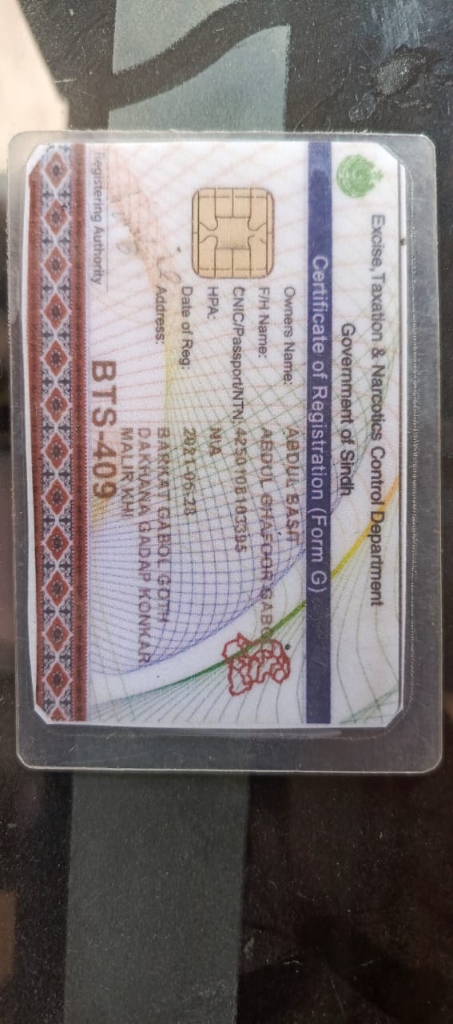 Excise,Taxation & Narcotics Control Department
Government of Sindh
Certificate of Registration (Form G)
Owners Name: ABDUL BASIT
F/H Name: ABDUL GHAFOOR GABOL
CNIC/Passport/NTN:
HPA: N/A
Date of Reg: 2021-06-28
Address: BARKAT GABOL GOTH
DAKHANA GADAP KONKAR
MALIR KHI
Registering Authority
BTS-409